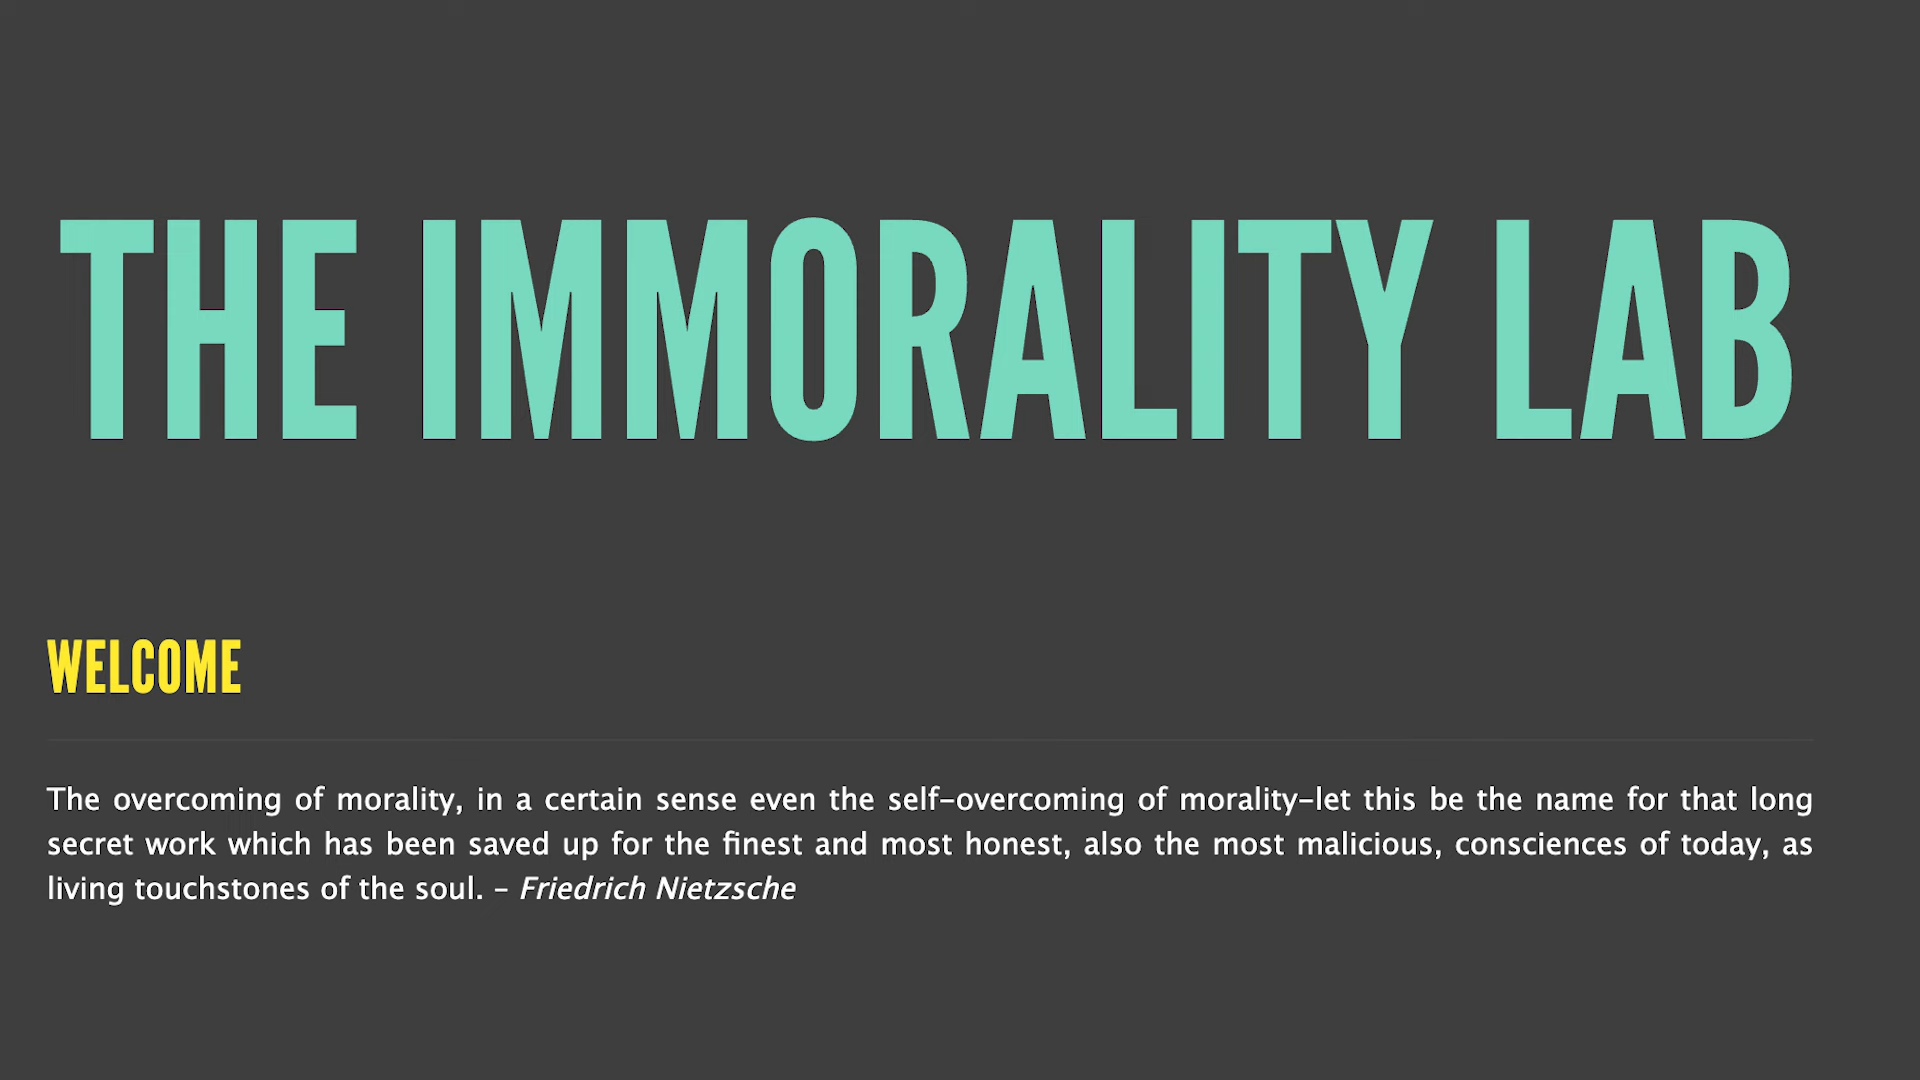 THE IMMORALITY LAB
WELCOME
The overcoming of morality, in a certain sense even the self–overcoming of morality–let this be the name for that long
secret work which has been saved up for the finest and most honest, also the most malicious, consciences of today, as
living touchstones of the soul. – Friedrich Nietzsche